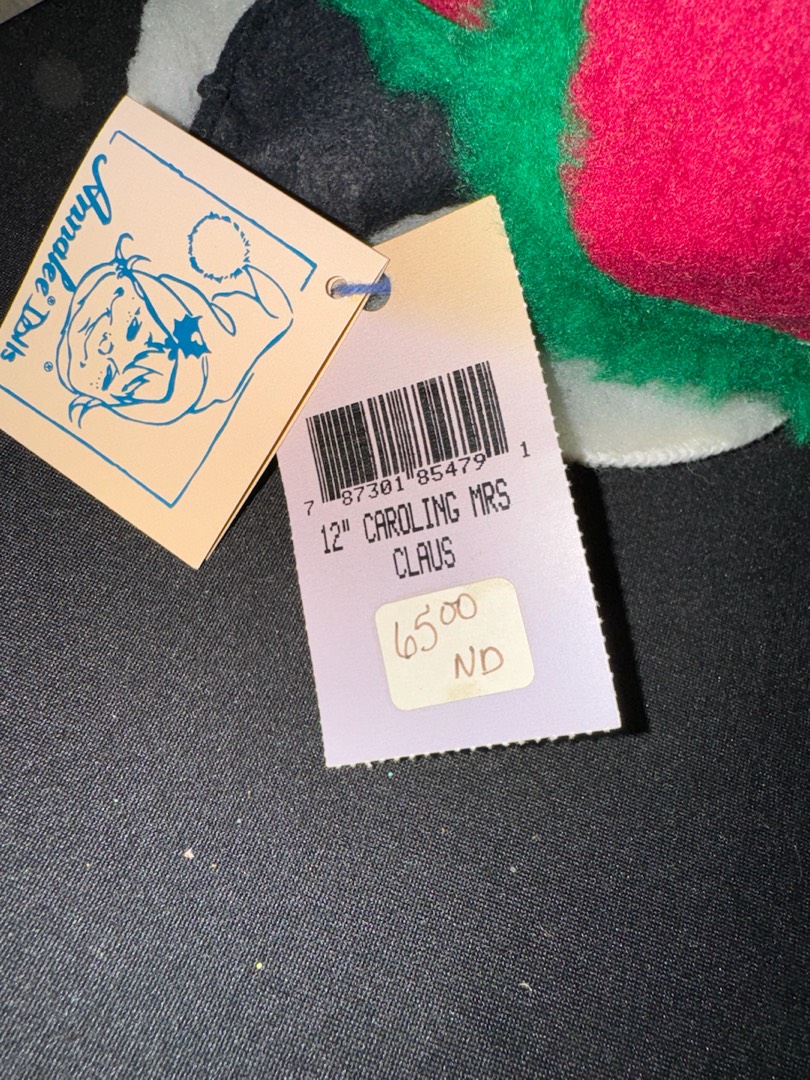 Annalee® Dolls®
7 87301 85479 1
12" CAROLING MRS
CLAUS
6500
ND